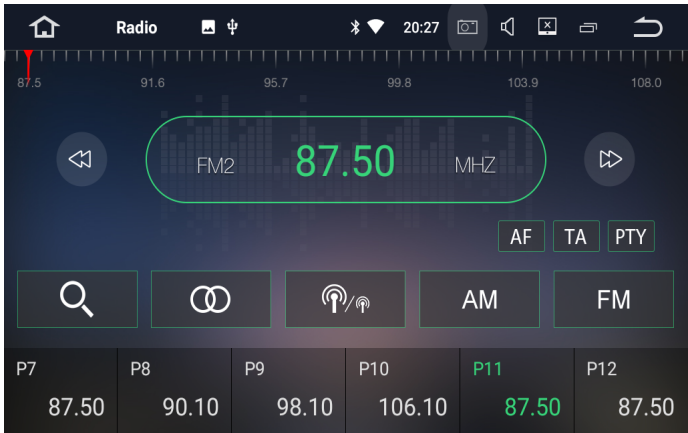 Radio 20:27
87.5 91.6 95.7 99.8 103.9 108.0
FM2 87.50 MHZ
AF TA PTY
AM FM
P7 P8 P9 P10 P11 P12
87.50 90.10 98.10 106.10 87.50 87.50